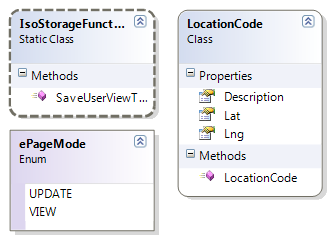 IsoStorageFunct...
Static Class
Methods
SaveUserViewT...
ePageMode
Enum
UPDATE
VIEW
LocationCode
Class
Properties
Description
Lat
Lng
Methods
LocationCode